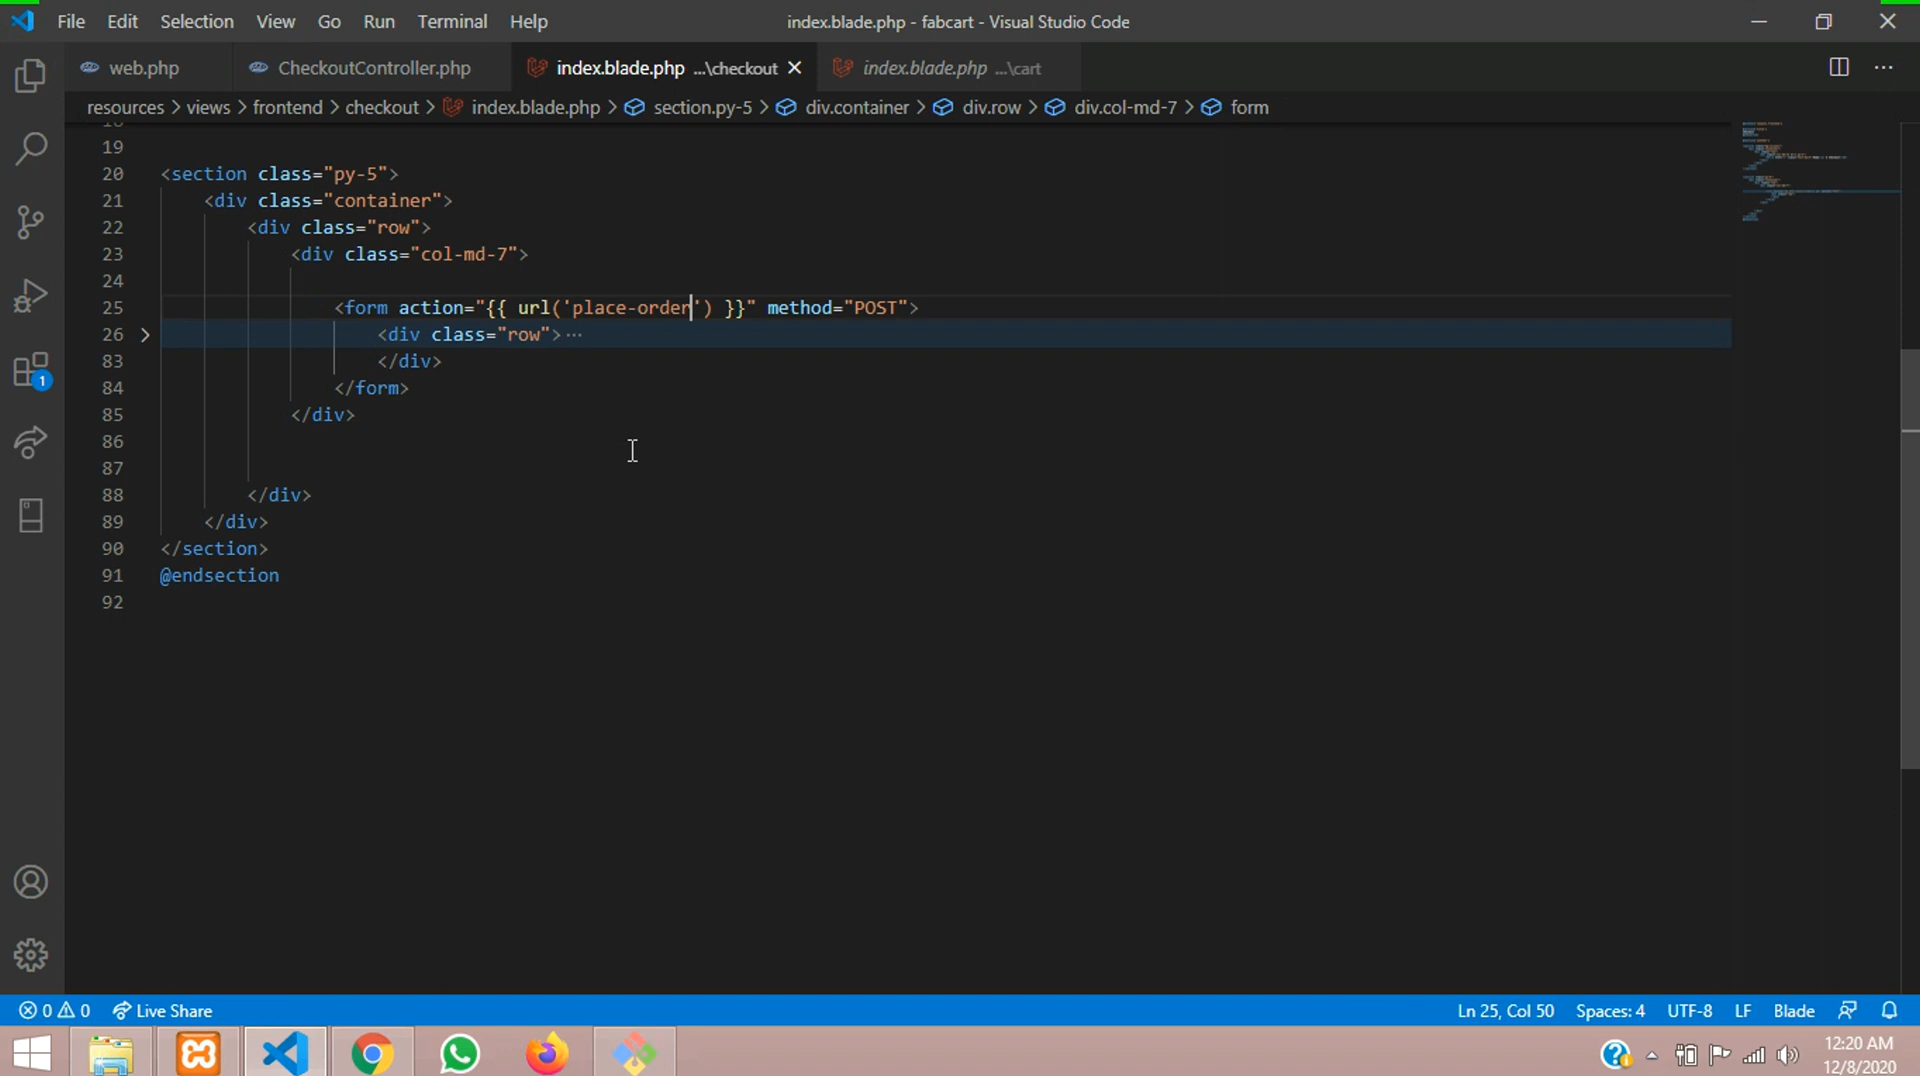 File Edit Selection View Go Run Terminal Help index.blade.php - fabcart - Visual Studio Code
web.php CheckoutController.php index.blade.php ...\checkout index.blade.php ...\cart
resources > views > frontend > checkout > index.blade.php > section.py-5 > div.container > div.row > div.col-md-7 > form
19
20 <section class="py-5">
21 <div class="container">
22 <div class="row">
23 <div class="col-md-7">
24
25 <form action="{{ url('place-order') }}" method="POST">
26 <div class="row">···
83 </div>
84 </form>
85 </div>
86
87
88 </div>
89 </div>
90 </section>
91 @endsection
92
1
0 0 Live Share Ln 25, Col 50 Spaces: 4 UTF-8 LF Blade
12:20 AM
12/8/2020